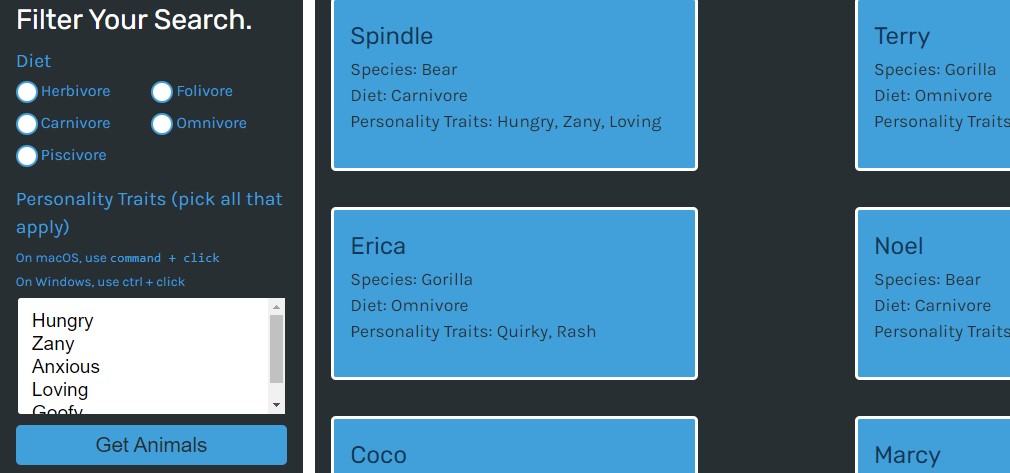 Filter Your Search.
Diet
Herbivore
Folivore
Carnivore
Omnivore
Piscivore
Personality Traits (pick all that
apply)
On macOS, use command + click
On Windows, use ctrl + click
Hungry
Zany
Anxious
Loving
Goofy
Get Animals
Spindle
Species: Bear
Diet: Carnivore
Personality Traits: Hungry, Zany, Loving
Terry
Species: Gorilla
Diet: Omnivore
Personality Traits
Erica
Species: Gorilla
Diet: Omnivore
Personality Traits: Quirky, Rash
Noel
Species: Bear
Diet: Carnivore
Personality Traits
Coco
Marcy